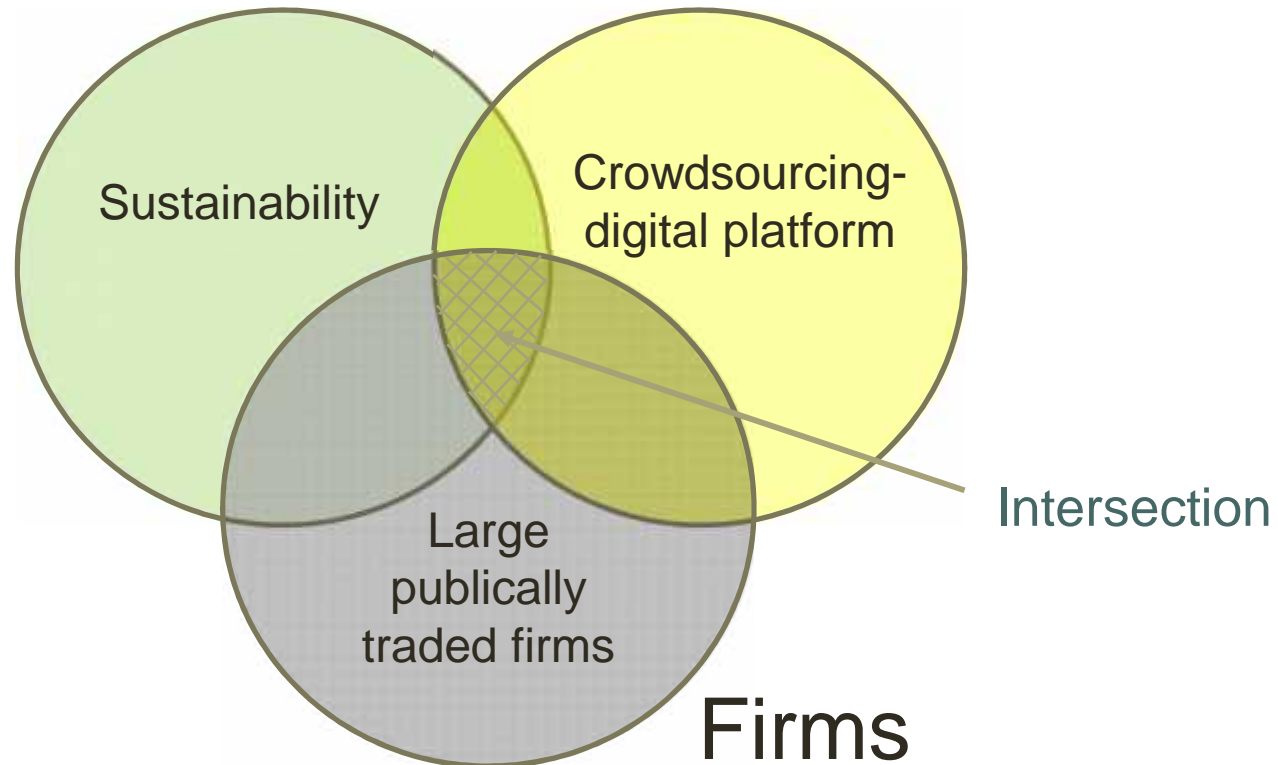 Sustainability
Crowdsourcing-
digital platform
Large
publically
traded firms
Intersection
Firms